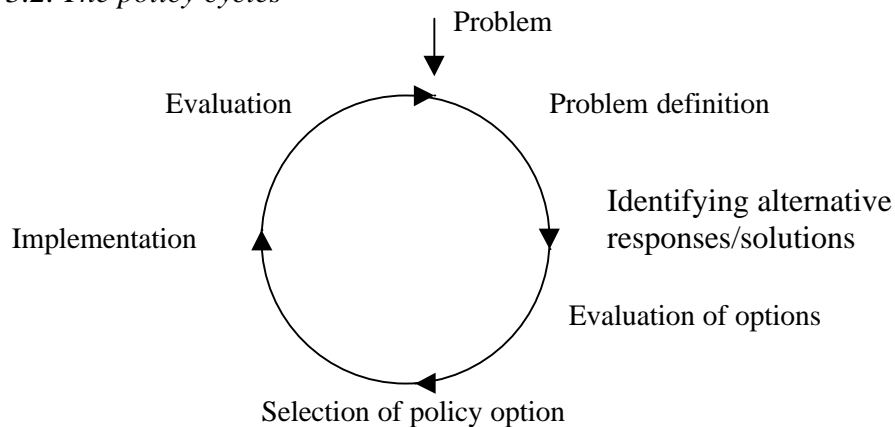 3.2. The policy cycles
Problem
Evaluation
Problem definition
Identifying alternative
responses/solutions
Implementation
Evaluation of options
Selection of policy option